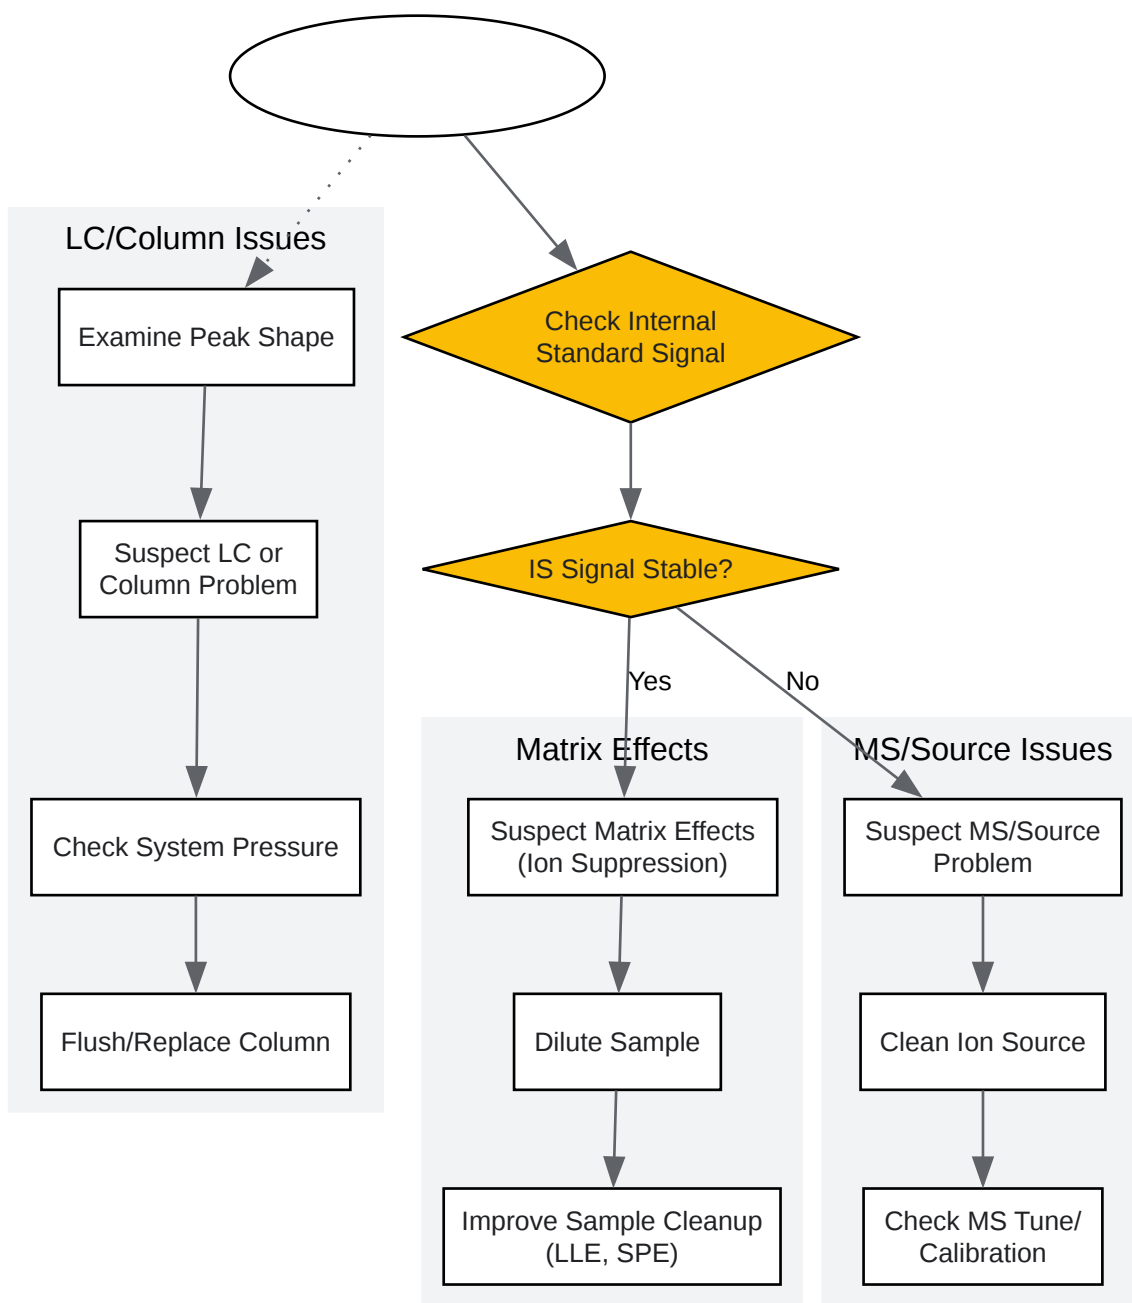 LC/Column Issues
Examine Peak Shape
Suspect LC or
Column Problem
Check System Pressure
Flush/Replace Column
Check Internal
Standard Signal
IS Signal Stable?
Yes
No
Matrix Effects
Suspect Matrix Effects
(Ion Suppression)
Dilute Sample
Improve Sample Cleanup
(LLE, SPE)
MS/Source Issues
Suspect MS/Source
Problem
Clean Ion Source
Check MS Tune/
Calibration